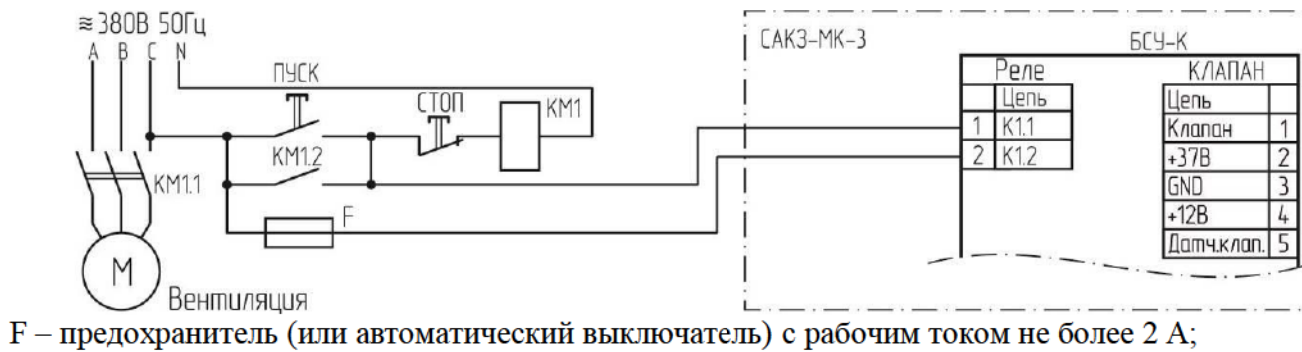 ≂ 380В 50Гц
A B C N
ПУСК
СТОП
КМ1
КМ1.2
КМ1.1
F
М
Вентиляция
САКЗ-МК-3
БСУ-К
Реле
Цепь
1 К1.1
2 К1.2
КЛАПАН
Цепь
Клапан 1
+37В 2
GND 3
+12В 4
Датч.клап. 5
F – предохранитель (или автоматический выключатель) с рабочим током не более 2 А;